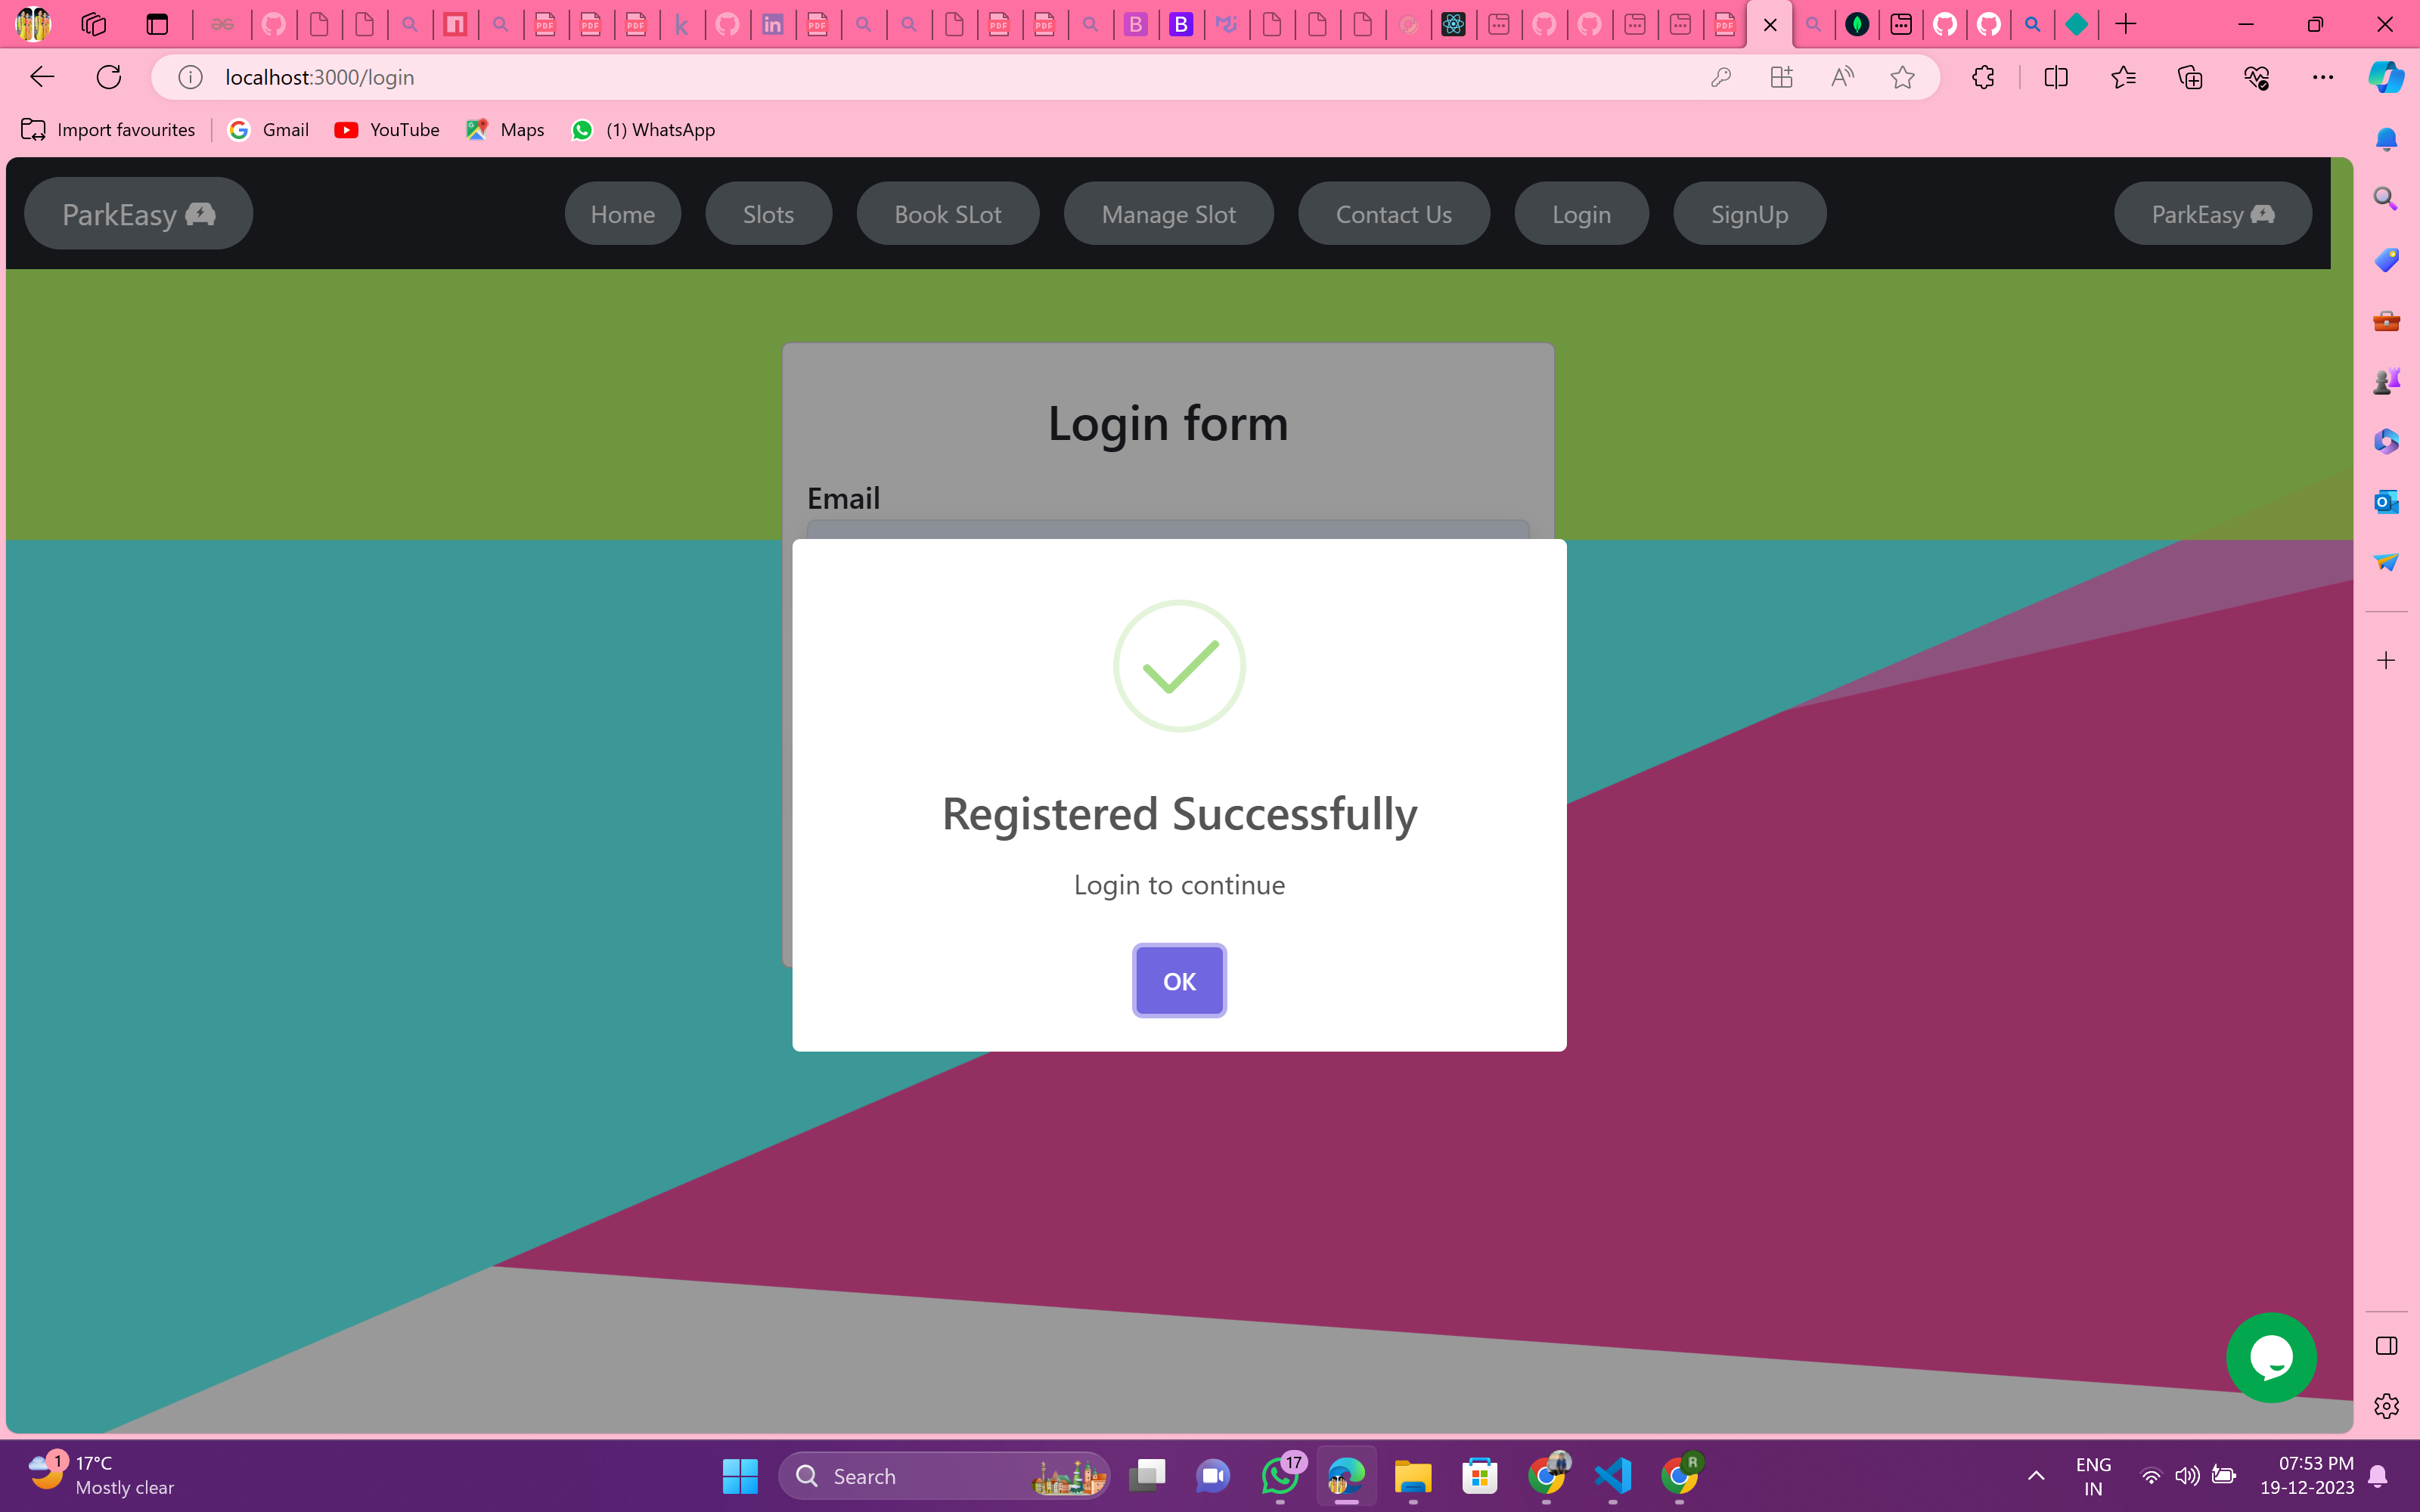 localhost:3000/login
Import favourites Gmail YouTube Maps (1) WhatsApp
ParkEasy Home Slots Book SLot Manage Slot Contact Us Login SignUp ParkEasy
Login form
Email
Registered Successfully
Login to continue
OK
1 17°C
Mostly clear
Search
17
R
ENG
IN
07:53 PM
19-12-2023